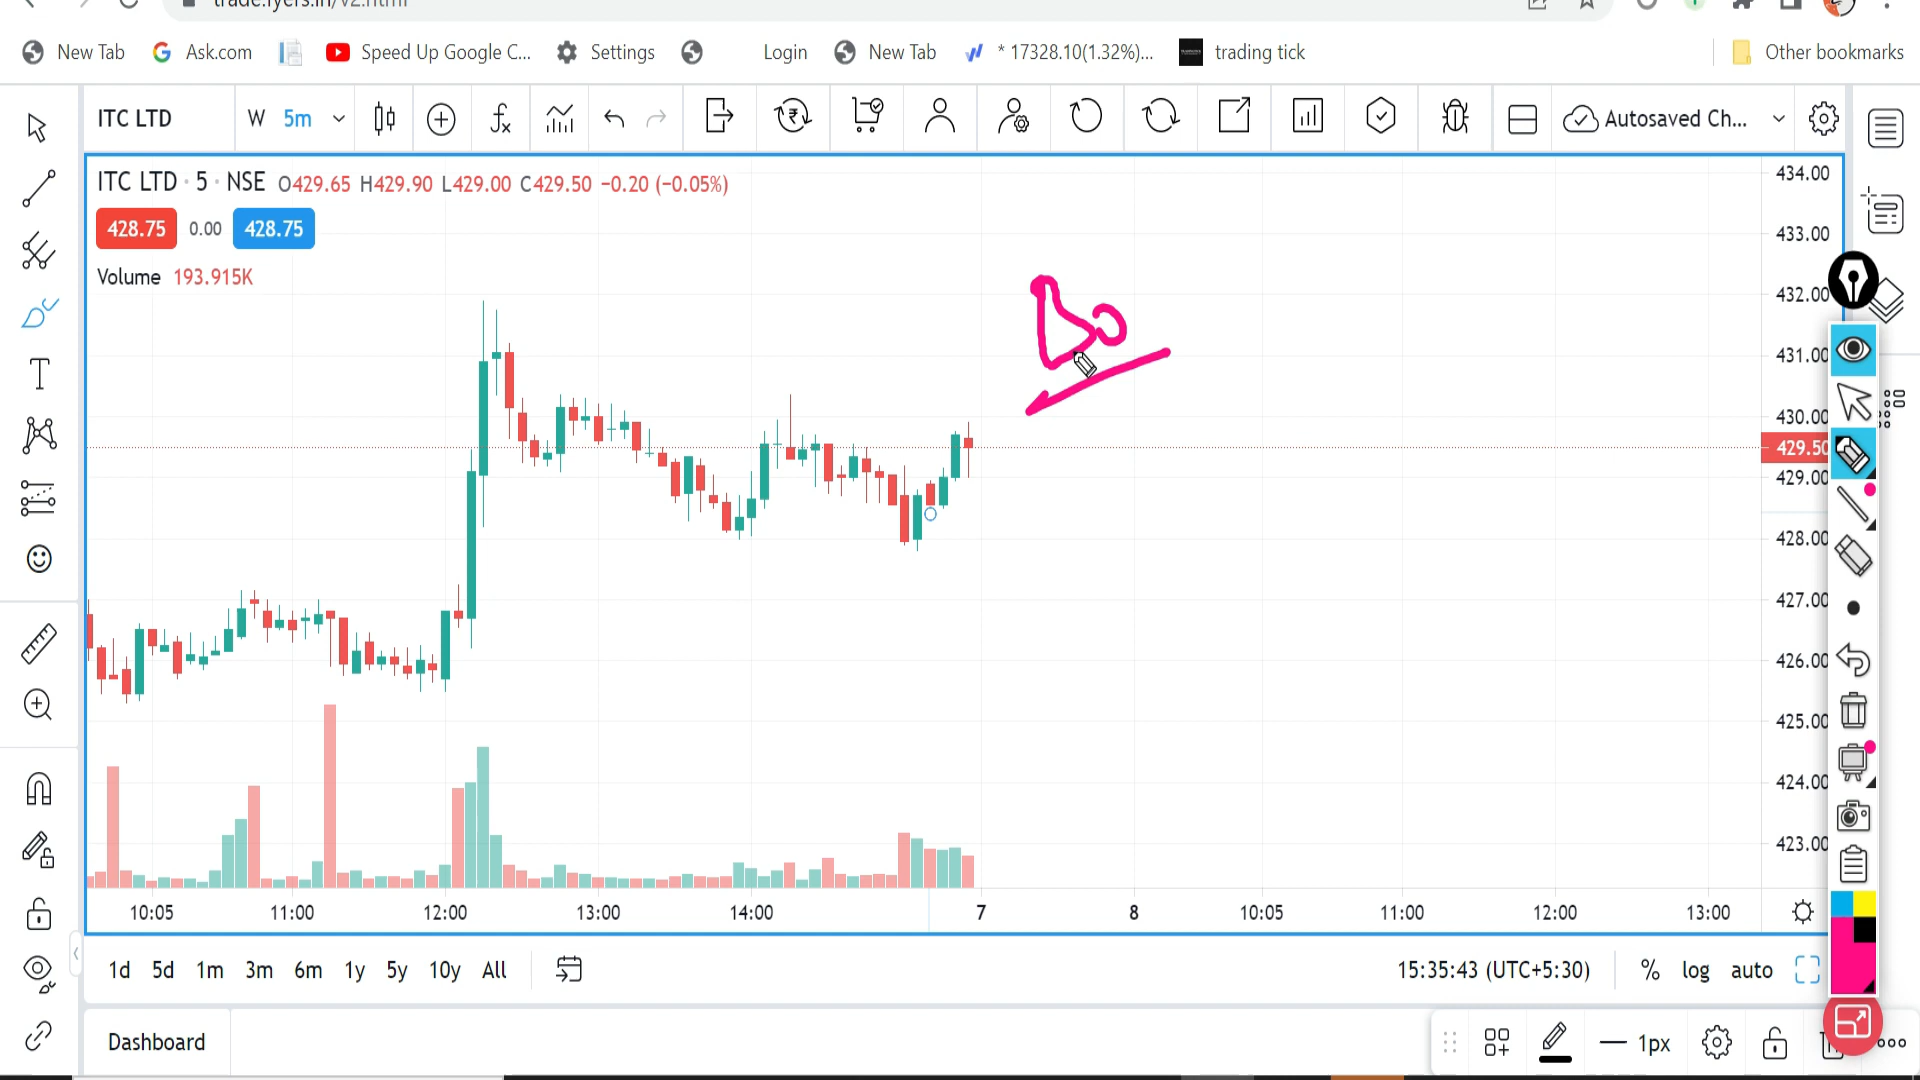 trade.fyers.in/v2.html
New Tab Ask.com Speed Up Google C... Settings Login New Tab * 17328.10(1.32%)... trading tick Other bookmarks
ITC LTD W 5m Autosaved Ch...
ITC LTD · 5 · NSE O429.65 H429.90 L429.00 C429.50 −0.20 (−0.05%)
428.75 0.00 428.75
Volume 193.915K
434.00
433.00
432.00
431.00
430.00
429.50
429.00
428.00
427.00
426.00
425.00
424.00
423.00
10:05 11:00 12:00 13:00 14:00 7 8 10:05 11:00 12:00 13:00
1d 5d 1m 3m 6m 1y 5y 10y All 15:35:43 (UTC+5:30) % log auto
Dashboard 1px